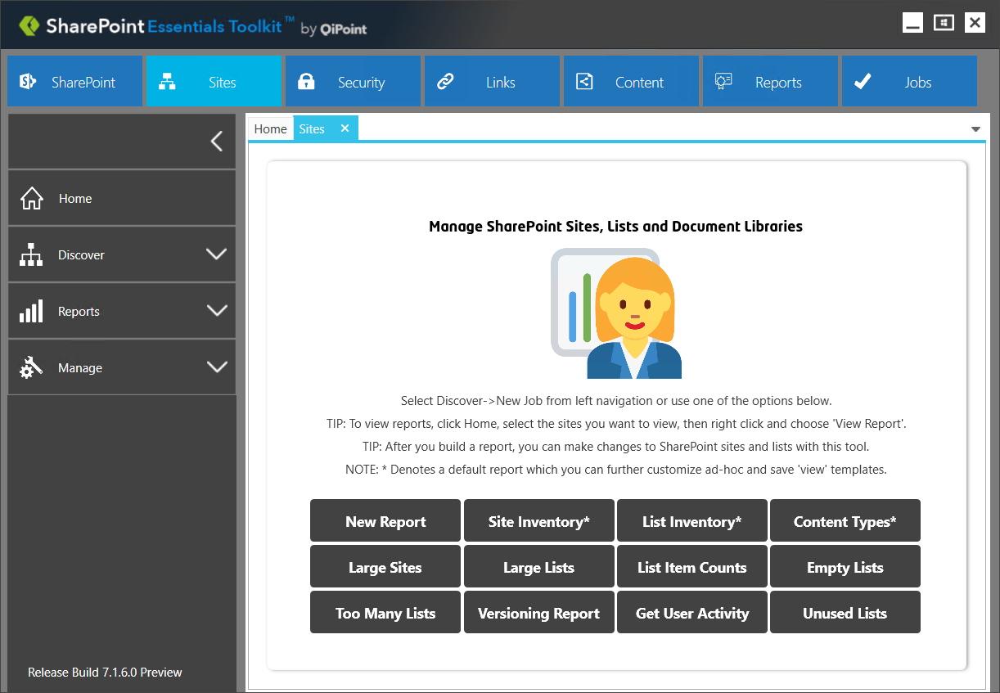 SharePoint Essentials Toolkit™ by QiPoint
SharePoint
Sites
Security
Links
Content
Reports
Jobs
Home
Sites
Home
Discover
Reports
Manage
Manage SharePoint Sites, Lists and Document Libraries
Select Discover->New Job from left navigation or use one of the options below.
TIP: To view reports, click Home, select the sites you want to view, then right click and choose 'View Report'.
TIP: After you build a report, you can make changes to SharePoint sites and lists with this tool.
NOTE: * Denotes a default report which you can further customize ad-hoc and save 'view' templates.
New Report
Site Inventory*
List Inventory*
Content Types*
Large Sites
Large Lists
List Item Counts
Empty Lists
Too Many Lists
Versioning Report
Get User Activity
Unused Lists
Release Build 7.1.6.0 Preview